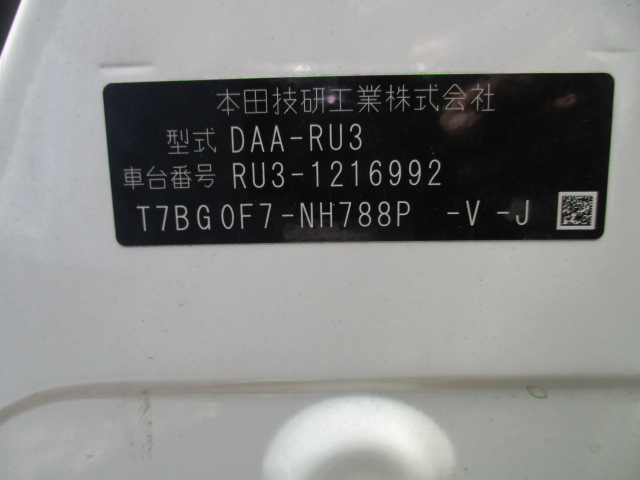 本田技研工業株式会社
型式 DAA-RU3
車台番号 RU3-1216992
T7BG0F7-NH788P -V-J